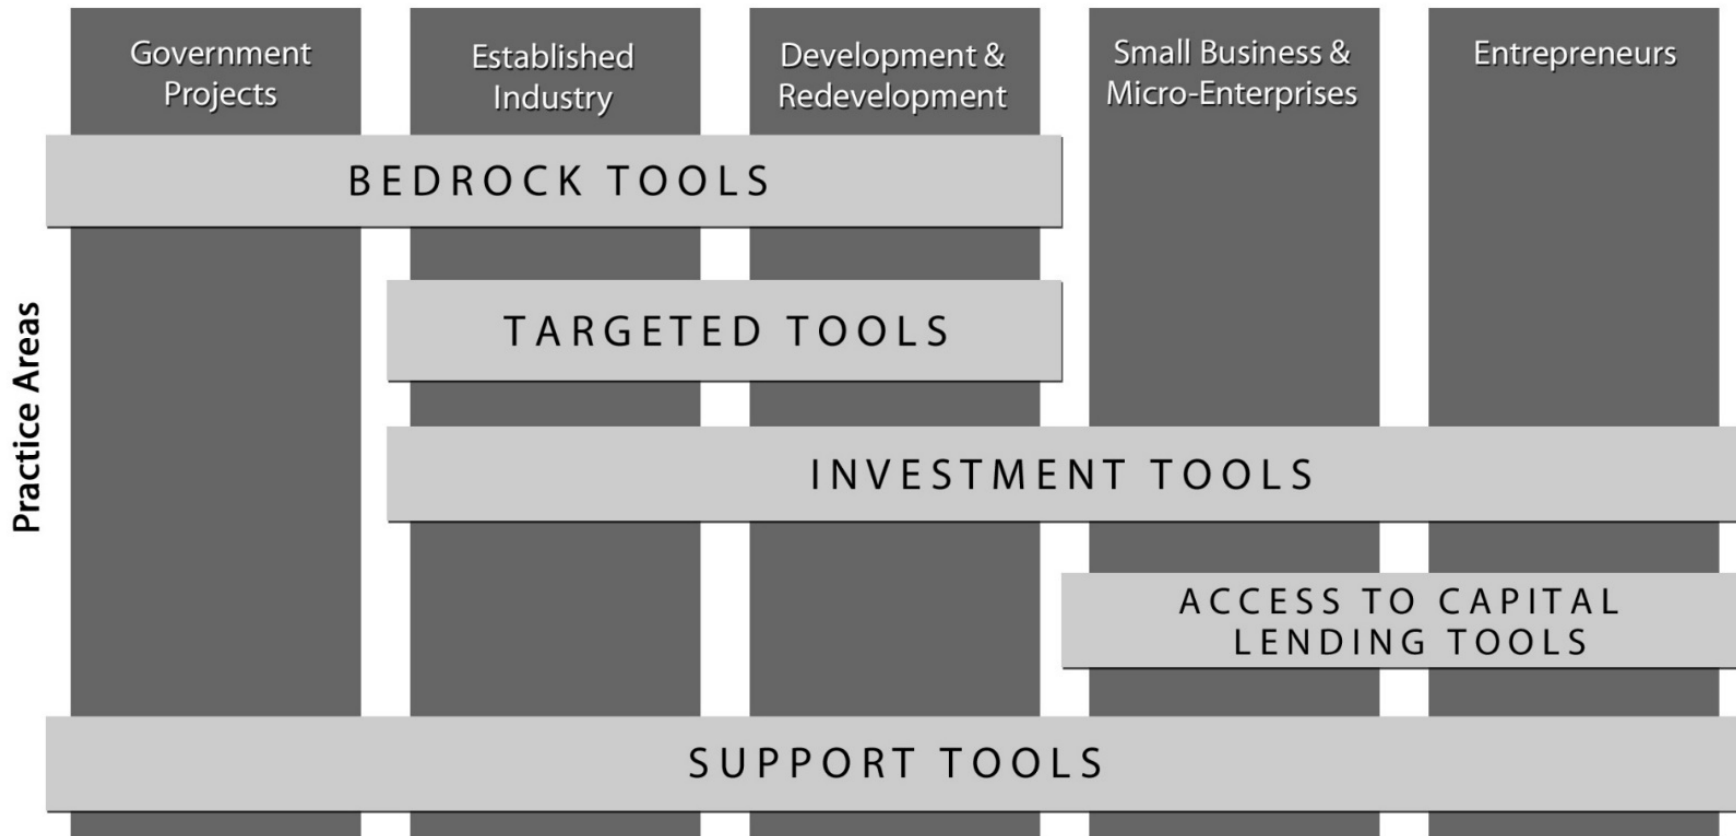 Government
Projects
Established
Industry
Development &
Redevelopment
Small Business &
Micro-Enterprises
Entrepreneurs
BEDROCK TOOLS
TARGETED TOOLS
INVESTMENT TOOLS
ACCESS TO CAPITAL
LENDING TOOLS
SUPPORT TOOLS
Practice Areas